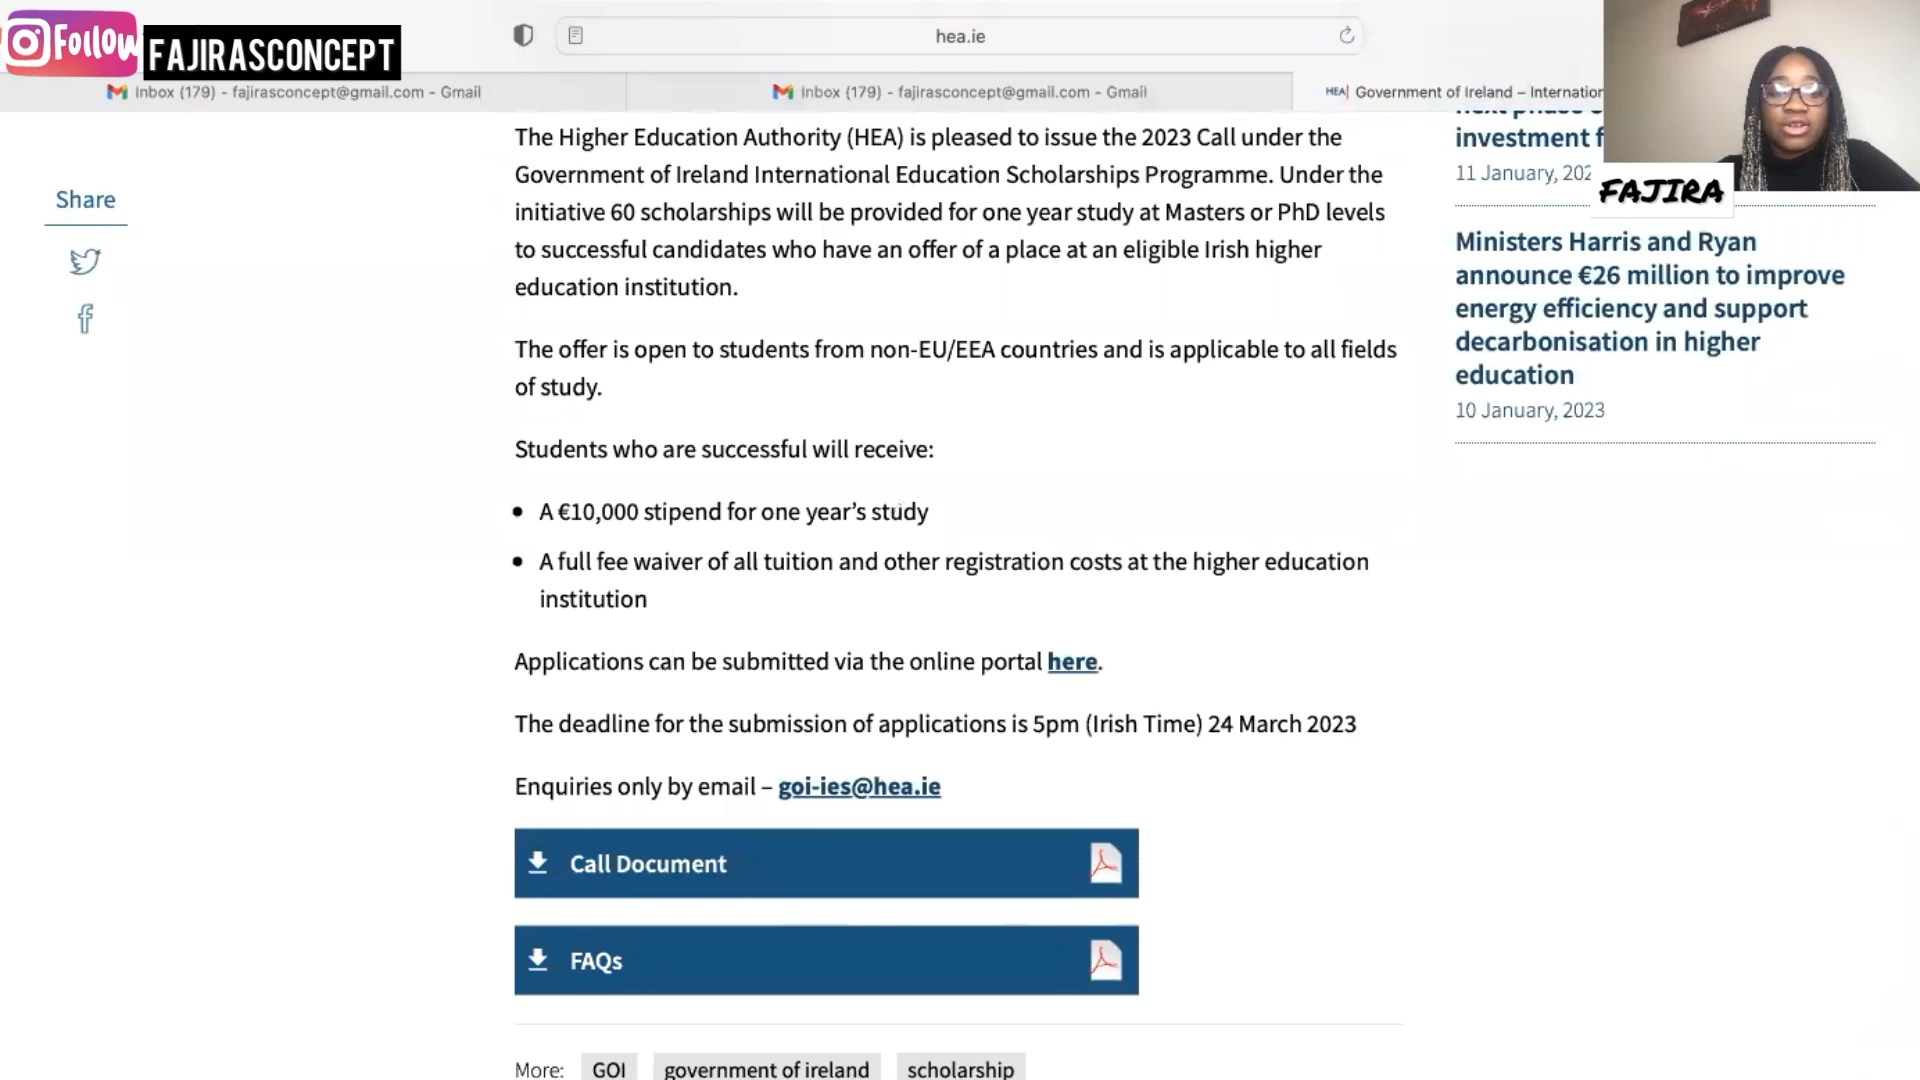 Follow
FAJIRASCONCEPT
hea.ie
Inbox (179) - fajirasconcept@gmail.com - Gmail
Inbox (179) - fajirasconcept@gmail.com - Gmail
HEA| Government of Ireland – Internation
FAJIRA
Share
The Higher Education Authority (HEA) is pleased to issue the 2023 Call under the
Government of Ireland International Education Scholarships Programme. Under the
initiative 60 scholarships will be provided for one year study at Masters or PhD levels
to successful candidates who have an offer of a place at an eligible Irish higher
education institution.
The offer is open to students from non-EU/EEA countries and is applicable to all fields
of study.
Students who are successful will receive:
• A €10,000 stipend for one year’s study
• A full fee waiver of all tuition and other registration costs at the higher education
institution
Applications can be submitted via the online portal here.
The deadline for the submission of applications is 5pm (Irish Time) 24 March 2023
Enquiries only by email – goi-ies@hea.ie
Call Document
FAQs
More: GOI government of ireland scholarship
next phase
investment
11 January, 202
Ministers Harris and Ryan
announce €26 million to improve
energy efficiency and support
decarbonisation in higher
education
10 January, 2023